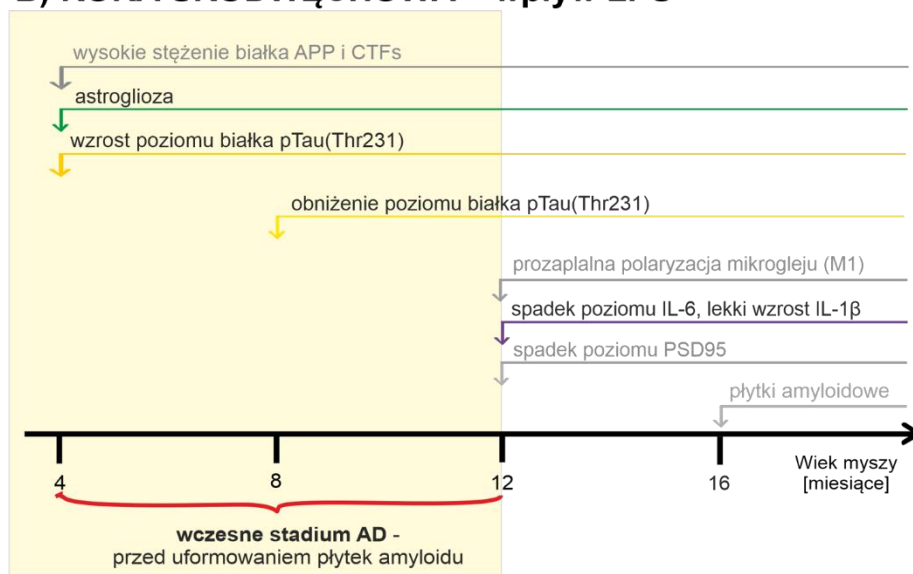 wysokie stężenie białka APP i CTFs
astroglioza
wzrost poziomu białka pTau(Thr231)
obniżenie poziomu białka pTau(Thr231)
prozapalna polaryzacja mikrogleju (M1)
spadek poziomu IL-6, lekki wzrost IL-1β
spadek poziomu PSD95
płytki amyloidowe
4 8 12 16
Wiek myszy
[miesiące]
wczesne stadium AD -
przed uformowaniem płytek amyloidu